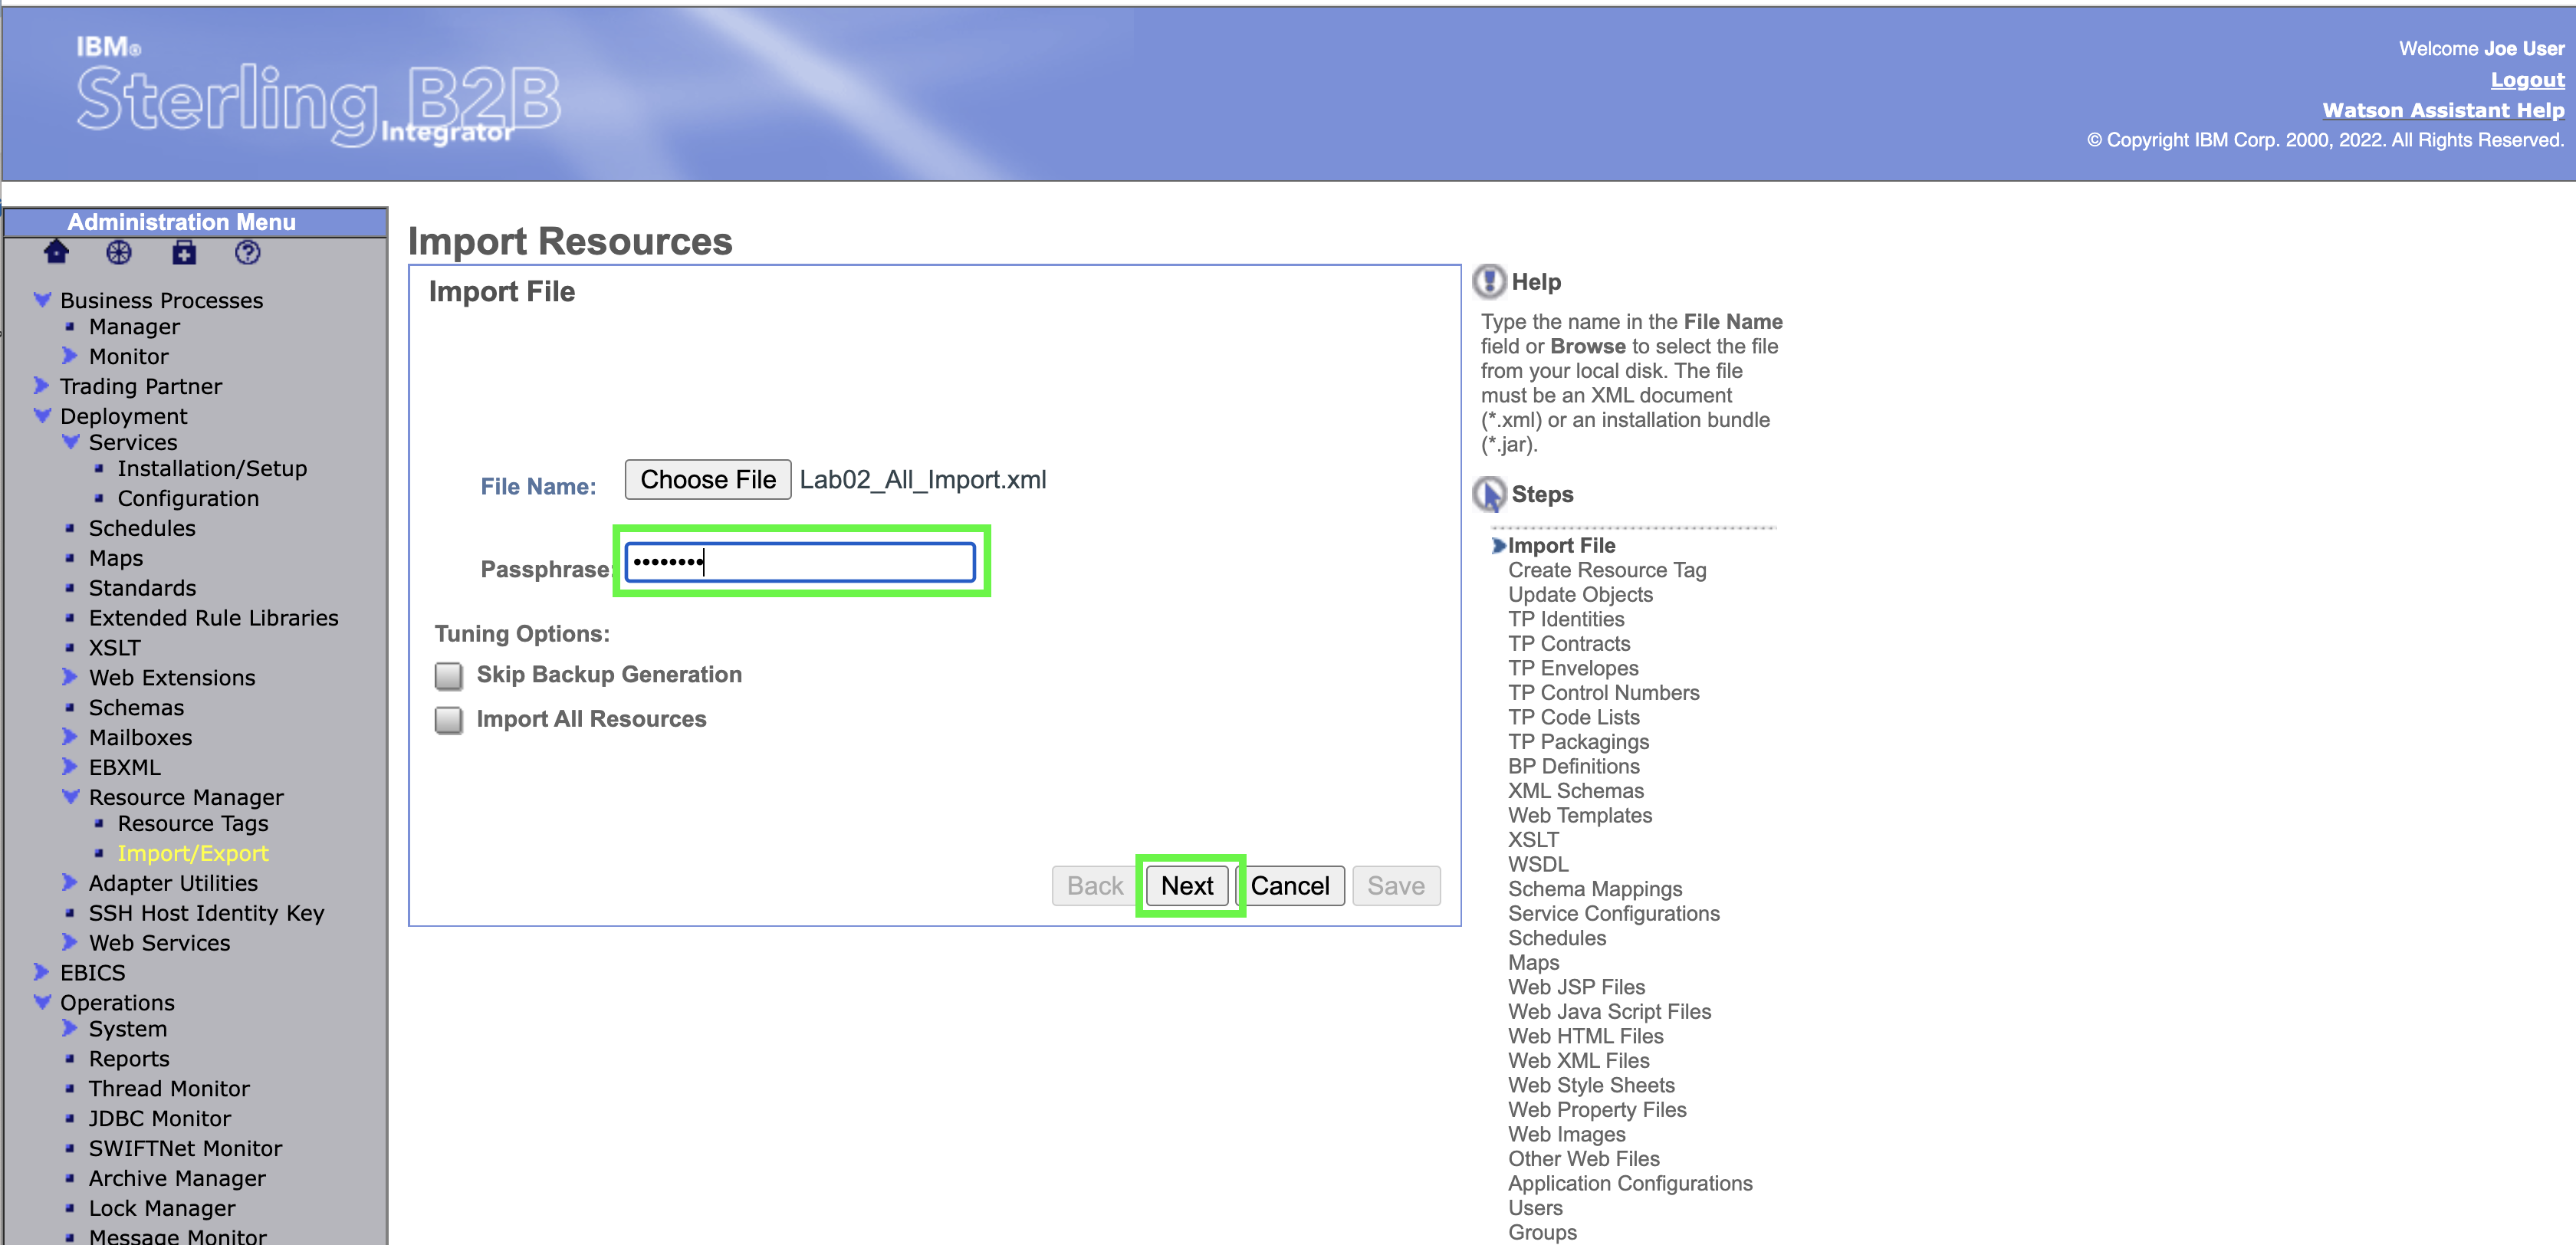 IBM®
Sterling B2B
Integrator
Welcome Joe User
Logout
Watson Assistant Help
© Copyright IBM Corp. 2000, 2022. All Rights Reserved.
Administration Menu
Business Processes
Manager
Monitor
Trading Partner
Deployment
Services
Installation/Setup
Configuration
Schedules
Maps
Standards
Extended Rule Libraries
XSLT
Web Extensions
Schemas
Mailboxes
EBXML
Resource Manager
Resource Tags
Import/Export
Adapter Utilities
SSH Host Identity Key
Web Services
EBICS
Operations
System
Reports
Thread Monitor
JDBC Monitor
SWIFTNet Monitor
Archive Manager
Lock Manager
Message Monitor
Import Resources
Import File
File Name: Choose File Lab02_All_Import.xml
Passphrase: ••••••••
Tuning Options:
Skip Backup Generation
Import All Resources
Back Next Cancel Save
Help
Type the name in the File Name
field or Browse to select the file
from your local disk. The file
must be an XML document
(*.xml) or an installation bundle
(*.jar).
Steps
Import File
Create Resource Tag
Update Objects
TP Identities
TP Contracts
TP Envelopes
TP Control Numbers
TP Code Lists
TP Packagings
BP Definitions
XML Schemas
Web Templates
XSLT
WSDL
Schema Mappings
Service Configurations
Schedules
Maps
Web JSP Files
Web Java Script Files
Web HTML Files
Web XML Files
Web Style Sheets
Web Property Files
Web Images
Other Web Files
Application Configurations
Users
Groups